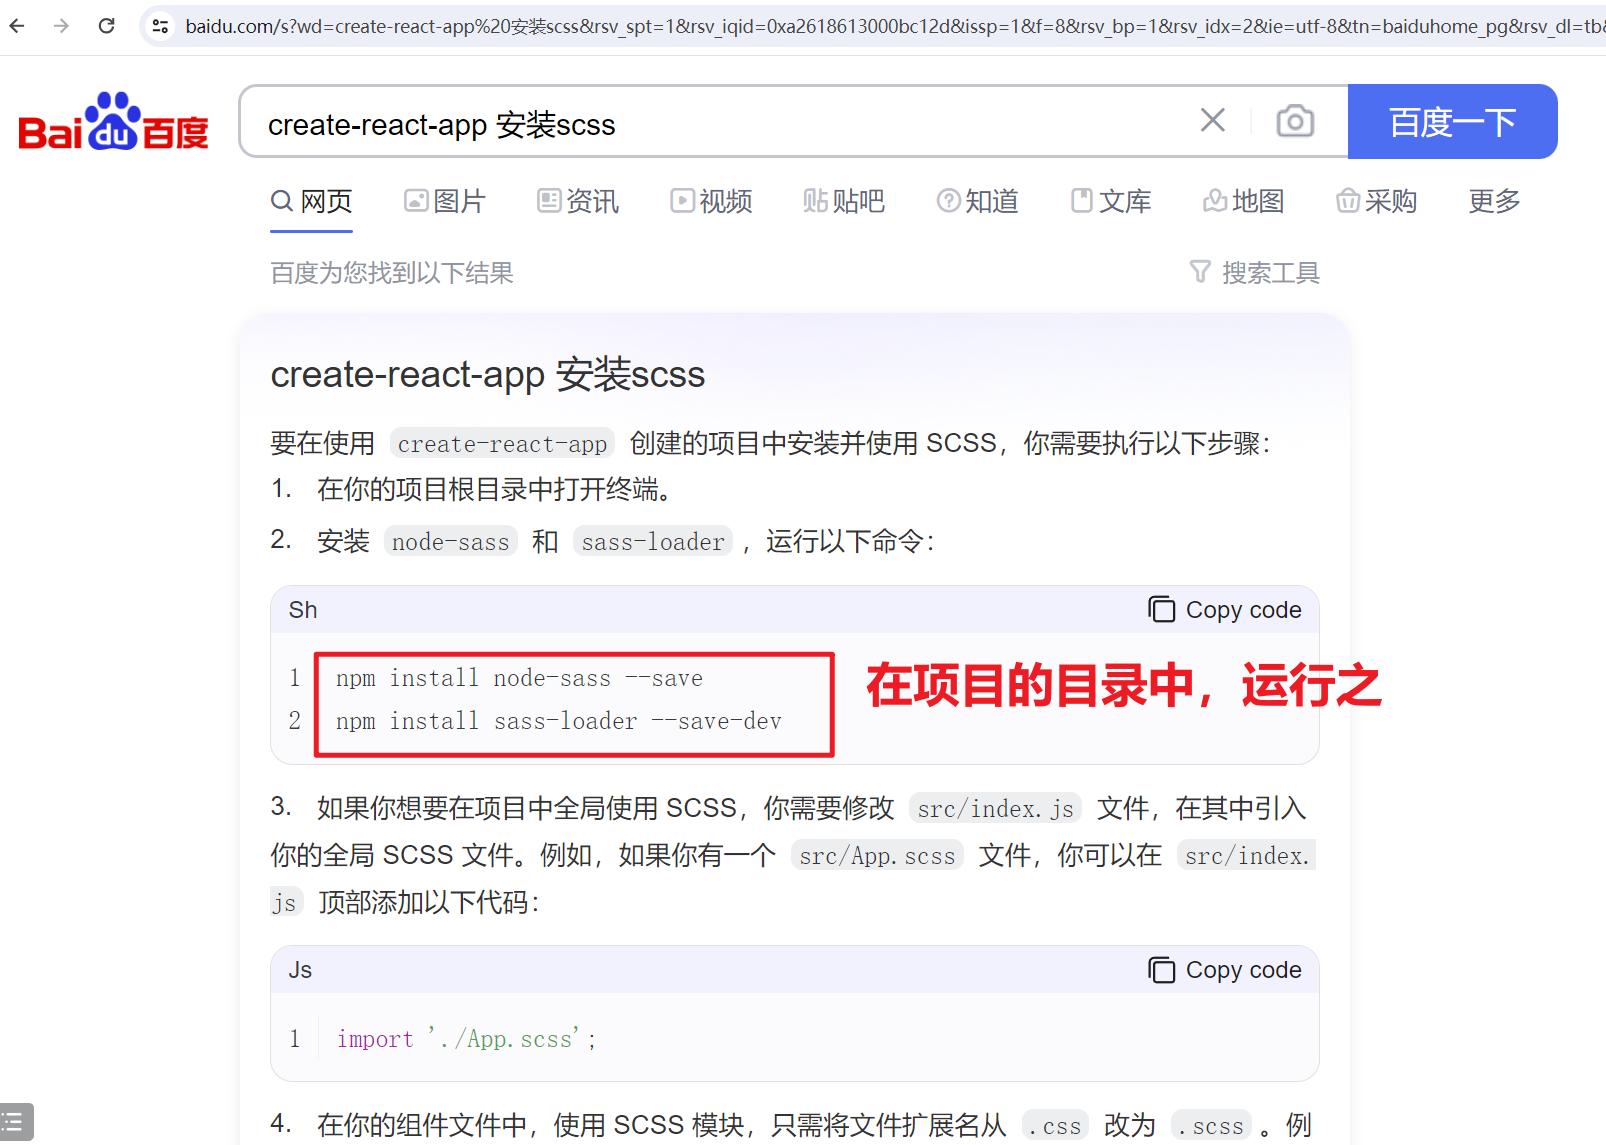 baidu.com/s?wd=create-react-app%20安装scss&rsv_spt=1&rsv_iqid=0xa2618613000bc12d&issp=1&f=8&rsv_bp=1&rsv_idx=2&ie=utf-8&tn=baiduhome_pg&rsv_dl=tb&
Bai du 百度 create-react-app 安装scss 百度一下
网页 图片 资讯 视频 贴贴吧 知道 文库 地图 采购 更多
百度为您找到以下结果 搜索工具
create-react-app 安装scss
要在使用 create-react-app 创建的项目中安装并使用 SCSS，你需要执行以下步骤：
1. 在你的项目根目录中打开终端。
2. 安装 node-sass 和 sass-loader ，运行以下命令：
Sh Copy code
1 npm install node-sass --save
2 npm install sass-loader --save-dev
在项目的目录中，运行之
3. 如果你想要在项目中全局使用 SCSS，你需要修改 src/index.js 文件，在其中引入
你的全局 SCSS 文件。例如，如果你有一个 src/App.scss 文件，你可以在 src/index.
js 顶部添加以下代码：
Js Copy code
1 import './App.scss';
4. 在你的组件文件中，使用 SCSS 模块，只需将文件扩展名从 .css 改为 .scss 。例